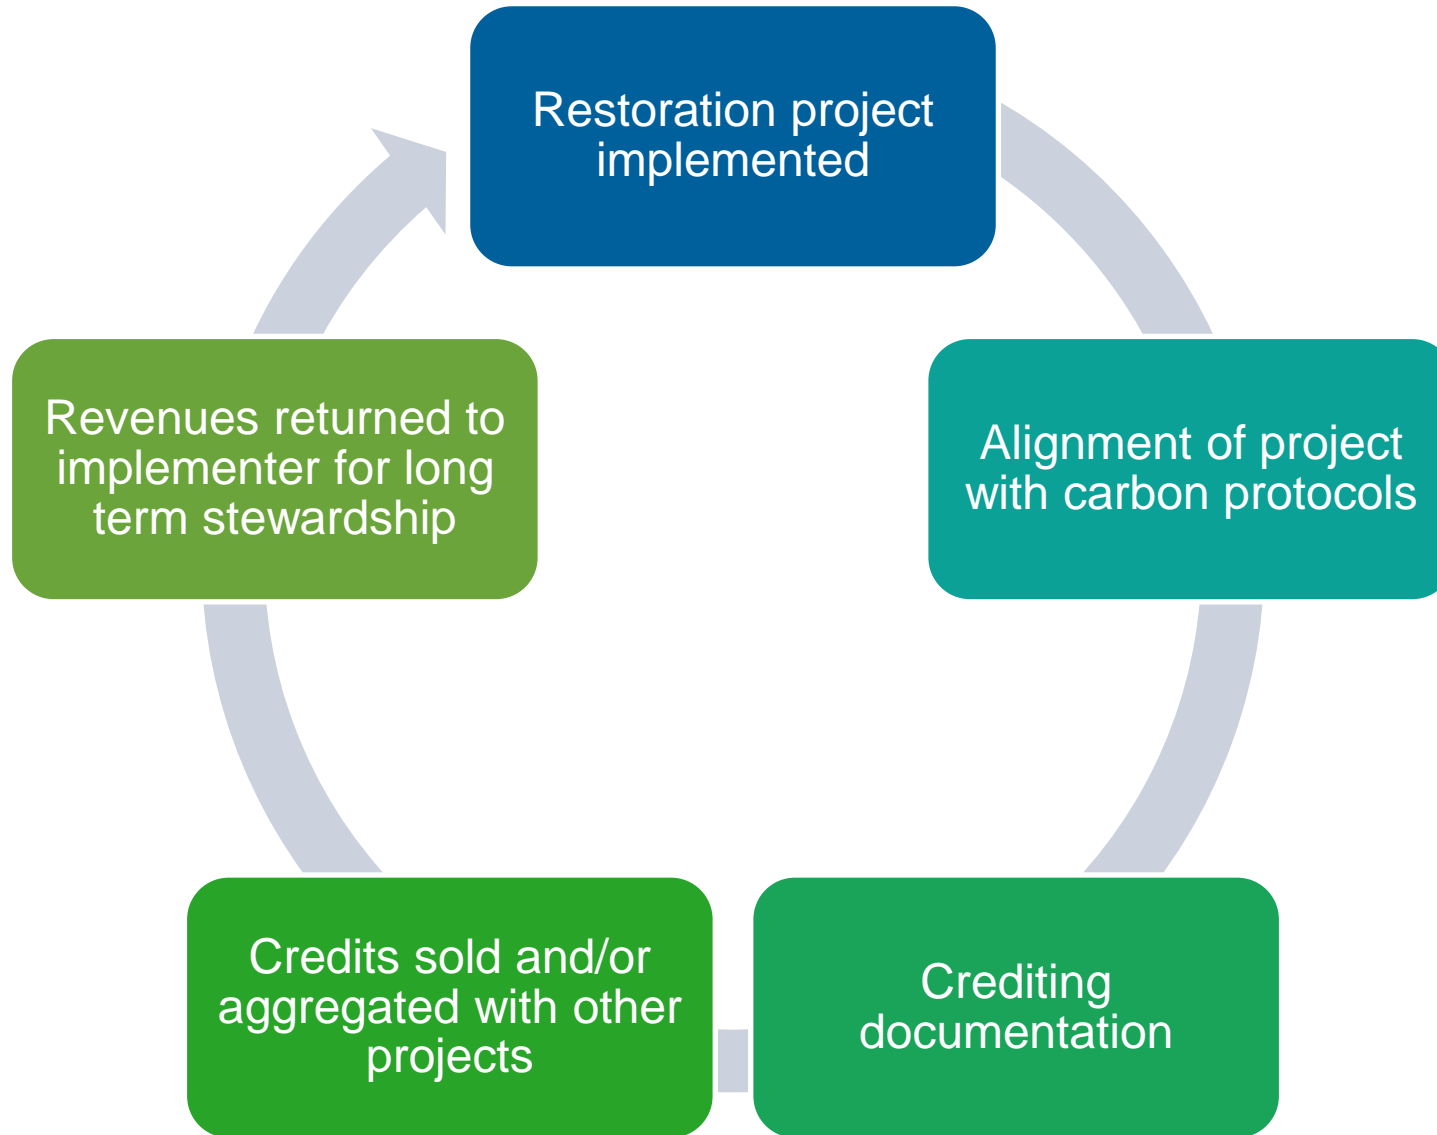 Restoration project
implemented
Alignment of project
with carbon protocols
Crediting
documentation
Credits sold and/or
aggregated with other
projects
Revenues returned to
implementer for long
term stewardship